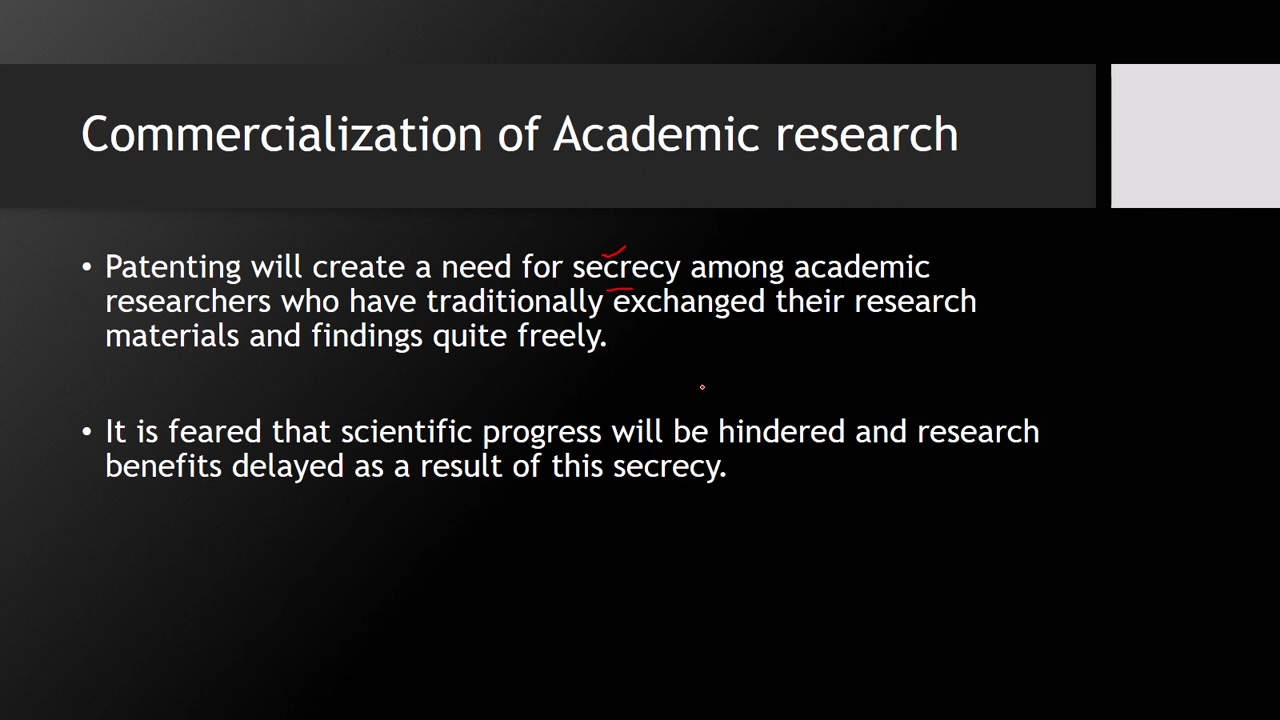 Commercialization of Academic research
• Patenting will create a need for secrecy among academic
researchers who have traditionally exchanged their research
materials and findings quite freely.
• It is feared that scientific progress will be hindered and research
benefits delayed as a result of this secrecy.